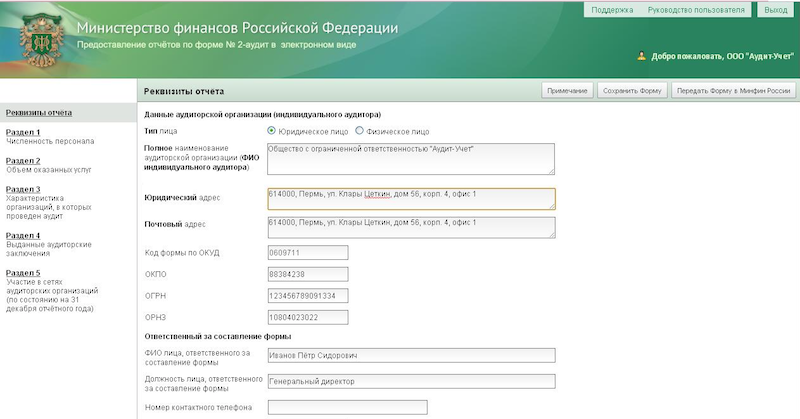 Поддержка Руководство пользователя Выход
Министерство финансов Российской Федерации
Предоставление отчётов по форме № 2-аудит в электронном виде
Добро пожаловать, ООО "Аудит-Учет"
Реквизиты отчета
Примечание Сохранить Форму Передать Форму в Минфин России
Реквизиты отчёта
Раздел 1
Численность персонала
Раздел 2
Объем оказанных услуг
Раздел 3
Характеристика
организаций, в которых
проведен аудит
Раздел 4
Выданные аудиторские
заключения
Раздел 5
Участие в сетях
аудиторских организаций
(по состоянию на 31
декабря отчётного года)
Данные аудиторской организации (индивидуального аудитора)
Тип лица Юридическое лицо Физическое лицо
Полное наименование
аудиторской организации (ФИО
индивидуального аудитора)
Общество с ограниченной ответственностью "Аудит-Учет"
Юридический адрес
614000, Пермь, ул. Клары Цеткин, дом 56, корп. 4, офис 1
Почтовый адрес
614000, Пермь, ул. Клары Цеткин, дом 56, корп. 4, офис 1
Код формы по ОКУД 0609711
ОКПО 88384238
ОГРН 123456789091334
ОРНЗ 10804023022
Ответственный за составление формы
ФИО лица, ответственного за
составление формы
Иванов Пётр Сидорович
Должность лица, ответственного
за составление формы
Генеральный директор
Номер контактного телефона